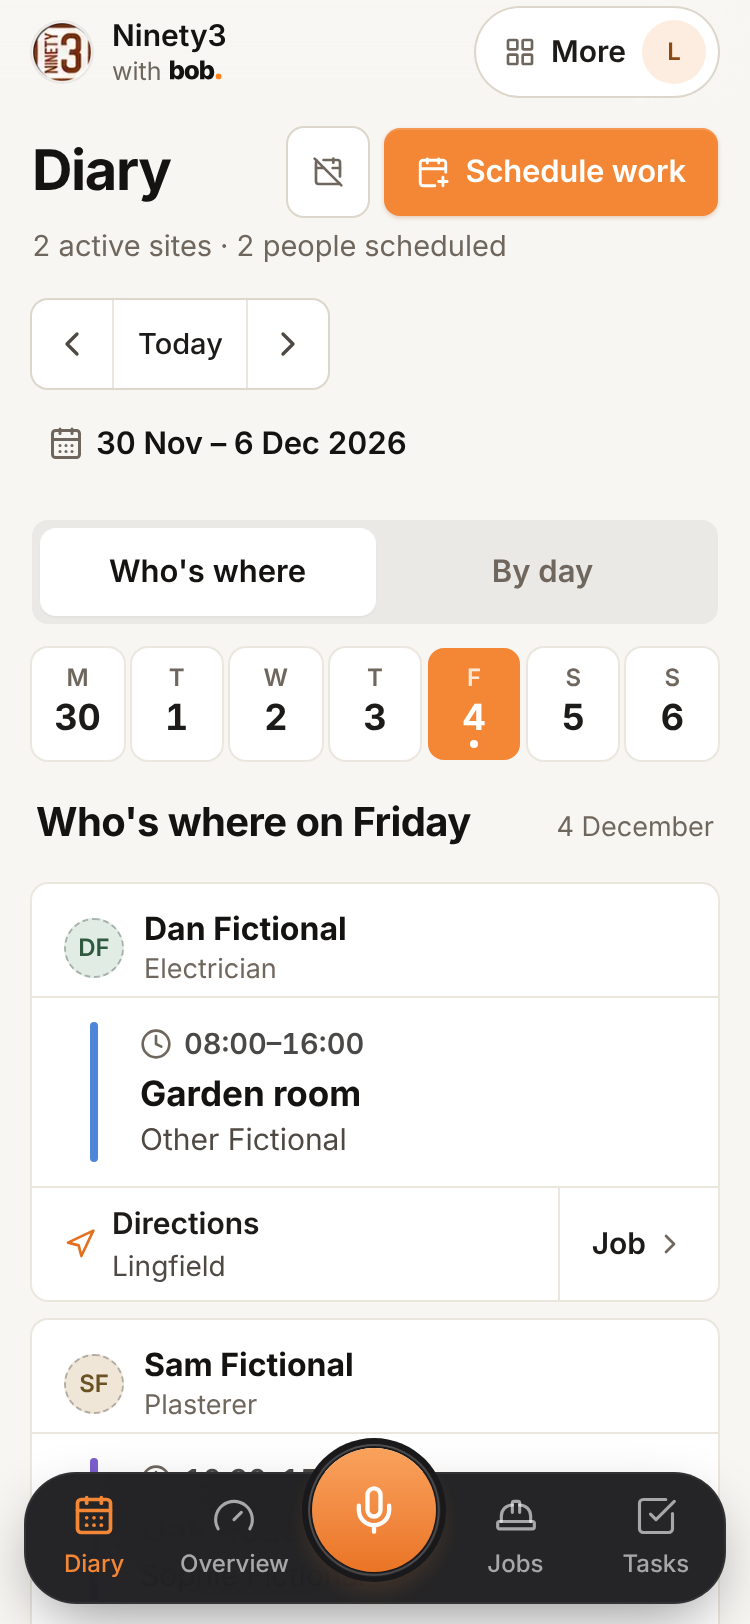 NINETY 3
Ninety3
with bob.
More
L
Diary
Schedule work
2 active sites · 2 people scheduled
Today
30 Nov – 6 Dec 2026
Who's where
By day
M T W T F S S
30 1 2 3 4 5 6
Who's where on Friday
4 December
DF
Dan Fictional
Electrician
08:00–16:00
Garden room
Other Fictional
Directions
Lingfield
Job
SF
Sam Fictional
Plasterer
Diary
Overview
Jobs
Tasks